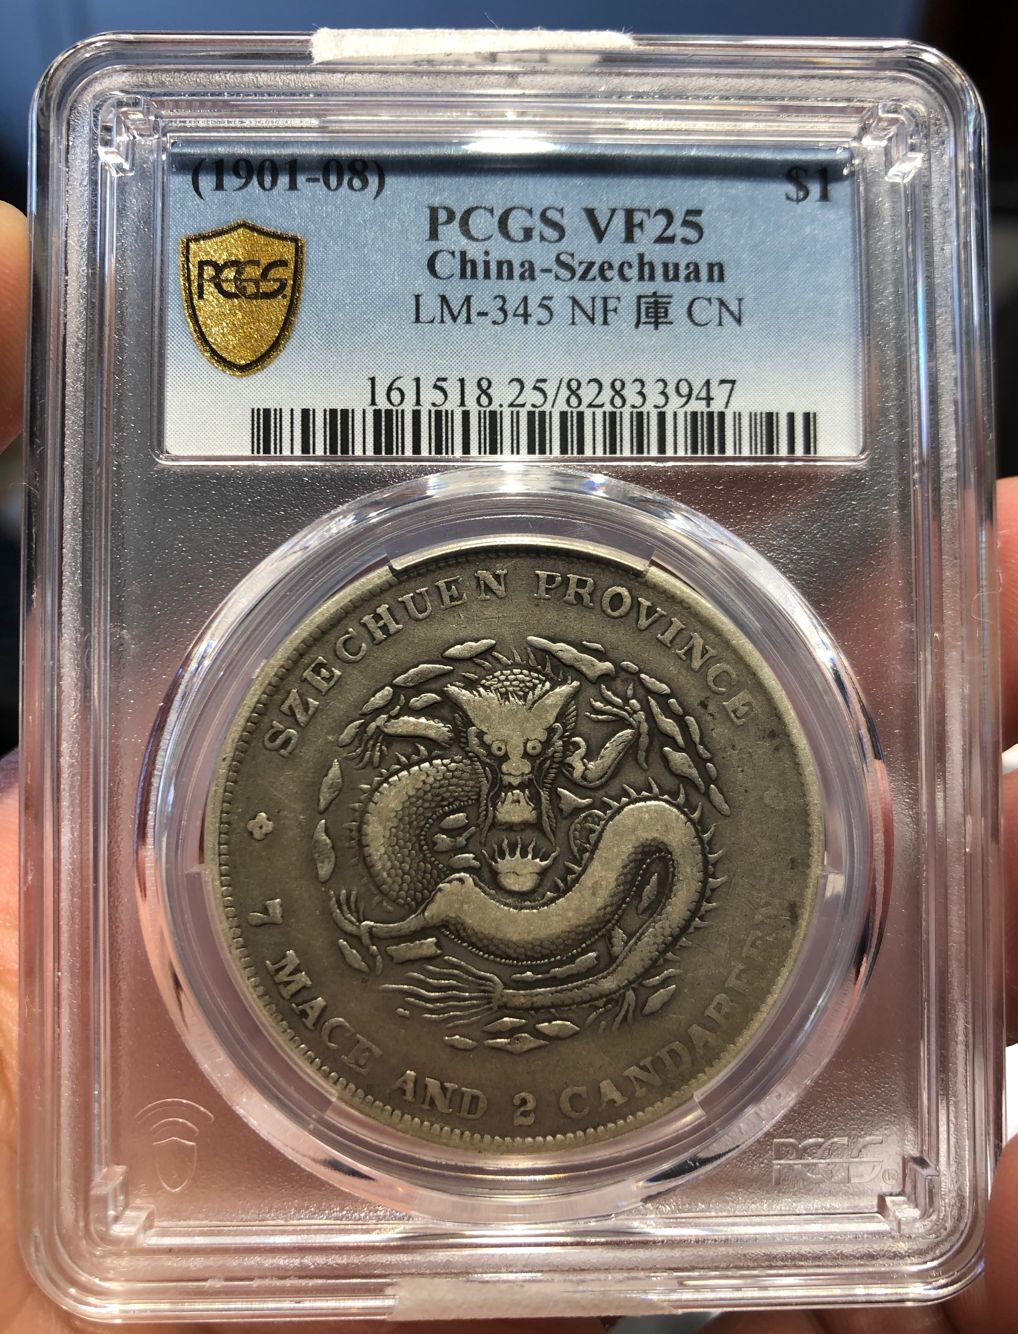 (1901-08) $1
PCGS VF25
China-Szechuan
LM-345 NF 庫 CN
PCGS
161518.25/82833947
SZECHUEN PROVINCE
7 MACE AND 2 CANDAREENS
PCGS